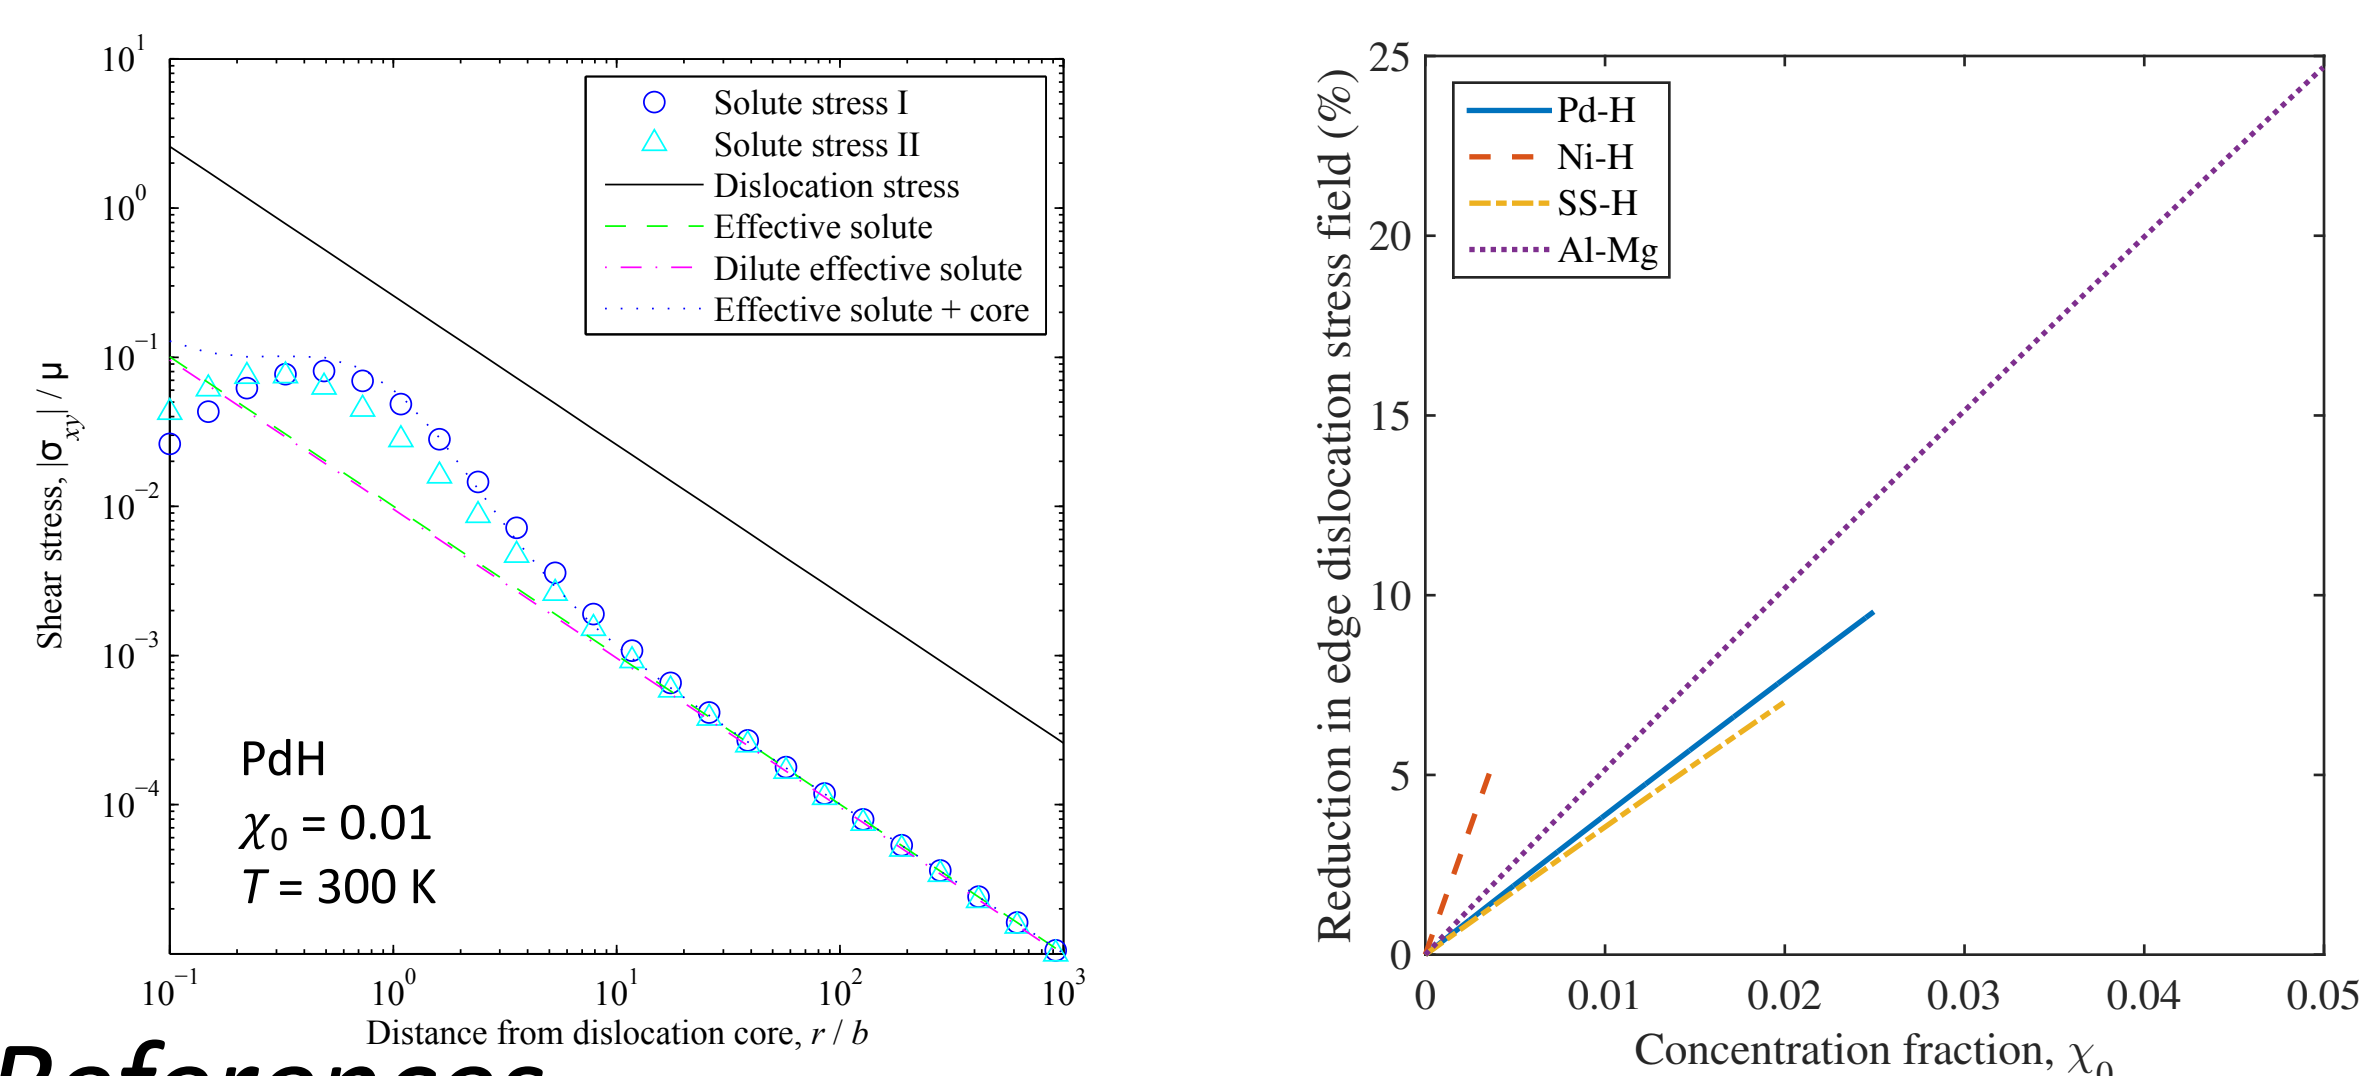 10^1
10^0
10^−1
10^−2
10^−3
10^−4
Shear stress, |σ_xy| / μ
Solute stress I
Solute stress II
Dislocation stress
Effective solute
Dilute effective solute
Effective solute + core
PdH
χ_0 = 0.01
T = 300 K
10^−1 10^0 10^1 10^2 10^3
Distance from dislocation core, r / b
25
20
15
10
5
0
Reduction in edge dislocation stress field (%)
Pd-H
Ni-H
SS-H
Al-Mg
0 0.01 0.02 0.03 0.04 0.05
Concentration fraction, χ_0
References